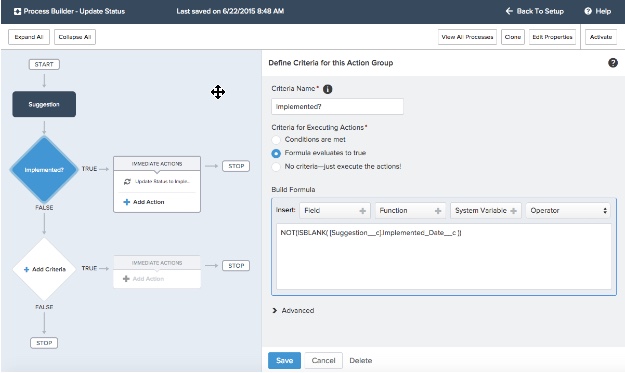 Process Builder - Update Status
Last saved on 6/22/2015 8:48 AM
Back To Setup
? Help
Expand All
Collapse All
View All Processes
Clone
Edit Properties
Activate
START
Suggestion
Implemented?
TRUE
IMMEDIATE ACTIONS
Update Status to Imple...
+ Add Action
STOP
FALSE
+ Add Criteria
TRUE
IMMEDIATE ACTIONS
+ Add Action
STOP
FALSE
STOP
Define Criteria for this Action Group
?
Criteria Name* i
Implemented?
Criteria for Executing Actions*
Conditions are met
Formula evaluates to true
No criteria—just execute the actions!
Build Formula
Insert:
Field +
Function +
System Variable +
Operator
NOT(ISBLANK( [Suggestion__c].Implemented_Date__c ))
Advanced
Save
Cancel
Delete